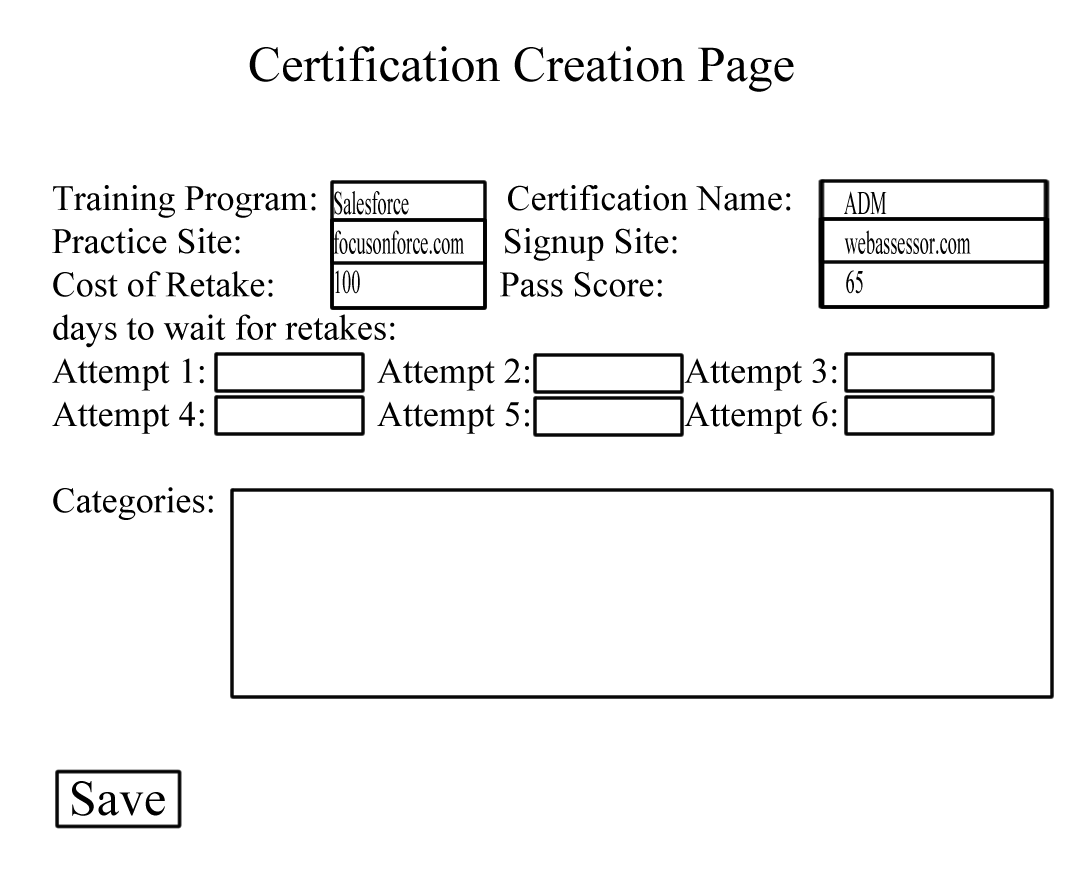 Certification Creation Page
Training Program: Salesforce Certification Name: ADM
Practice Site: focusonforce.com Signup Site: webassessor.com
Cost of Retake: 100 Pass Score: 65
days to wait for retakes:
Attempt 1: Attempt 2: Attempt 3:
Attempt 4: Attempt 5: Attempt 6:
Categories:
Save